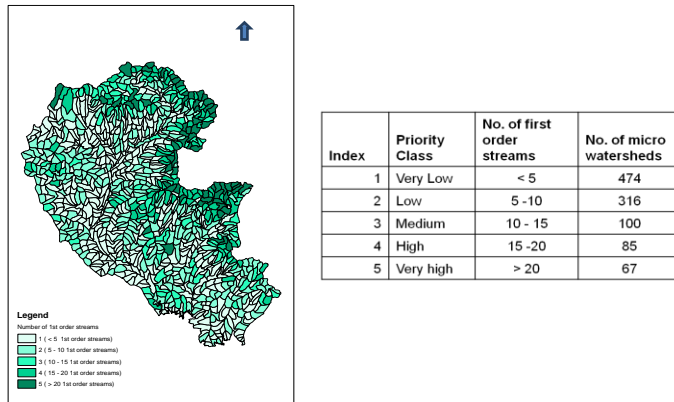 Legend
Number of 1st order streams
1 ( < 5 1st order streams)
2 ( 5 - 10 1st order streams)
3 ( 10 - 15 1st order streams)
4 ( 15 - 20 1st order streams)
5 ( > 20 1st order streams)
Index Priority Class No. of first order streams No. of micro watersheds
1 Very Low < 5 474
2 Low 5 -10 316
3 Medium 10 - 15 100
4 High 15 -20 85
5 Very high > 20 67